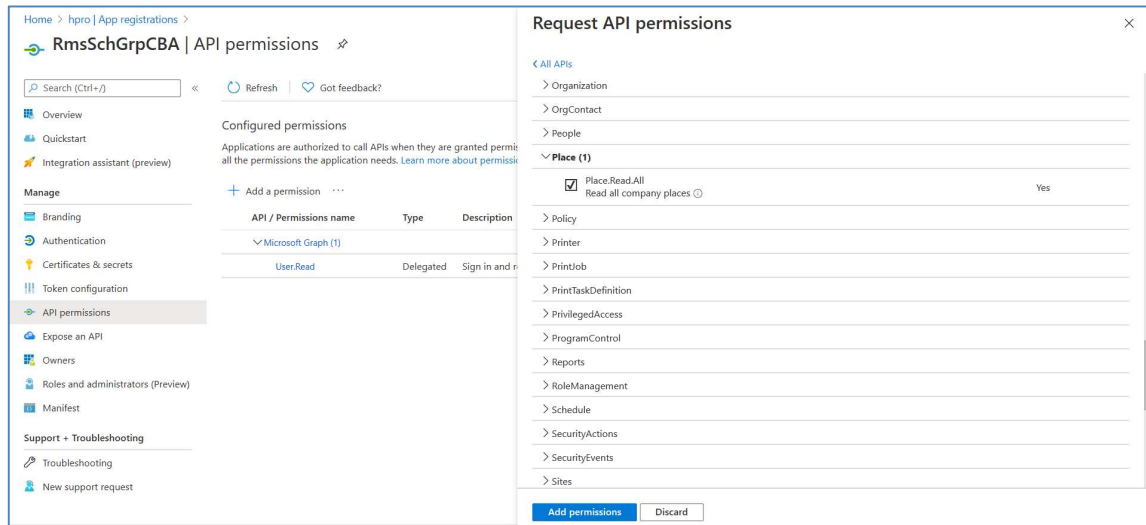 Home > hpro | App registrations >
RmsSchGrpCBA | API permissions
Search (Ctrl+/)
«
Overview
Quickstart
Integration assistant (preview)
Manage
Branding
Authentication
Certificates & secrets
Token configuration
API permissions
Expose an API
Owners
Roles and administrators (Preview)
Manifest
Support + Troubleshooting
Troubleshooting
New support request
Refresh
Got feedback?
Configured permissions
Applications are authorized to call APIs when they are granted permis
all the permissions the application needs. Learn more about permissio
+ Add a permission ···
API / Permissions name Type Description
Microsoft Graph (1)
User.Read Delegated Sign in and r
Request API permissions
All APIs
Organization
OrgContact
People
Place (1)
Place.Read.All
Read all company places
Yes
Policy
Printer
PrintJob
PrintTaskDefinition
PrivilegedAccess
ProgramControl
Reports
RoleManagement
Schedule
SecurityActions
SecurityEvents
Sites
Add permissions
Discard